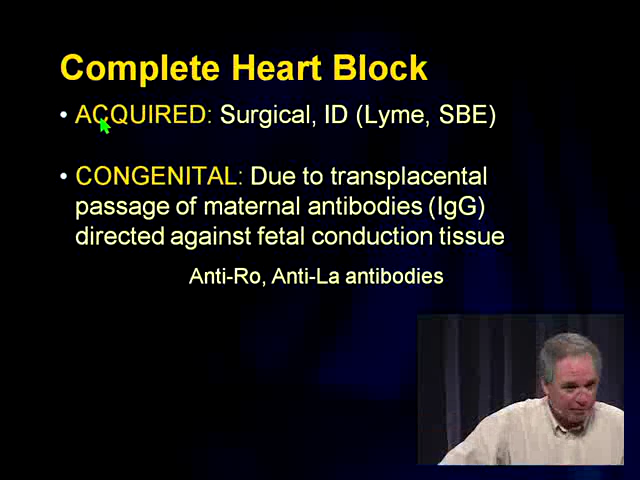 Complete Heart Block
• ACQUIRED: Surgical, ID (Lyme, SBE)
• CONGENITAL: Due to transplacental
passage of maternal antibodies (IgG)
directed against fetal conduction tissue
Anti-Ro, Anti-La antibodies